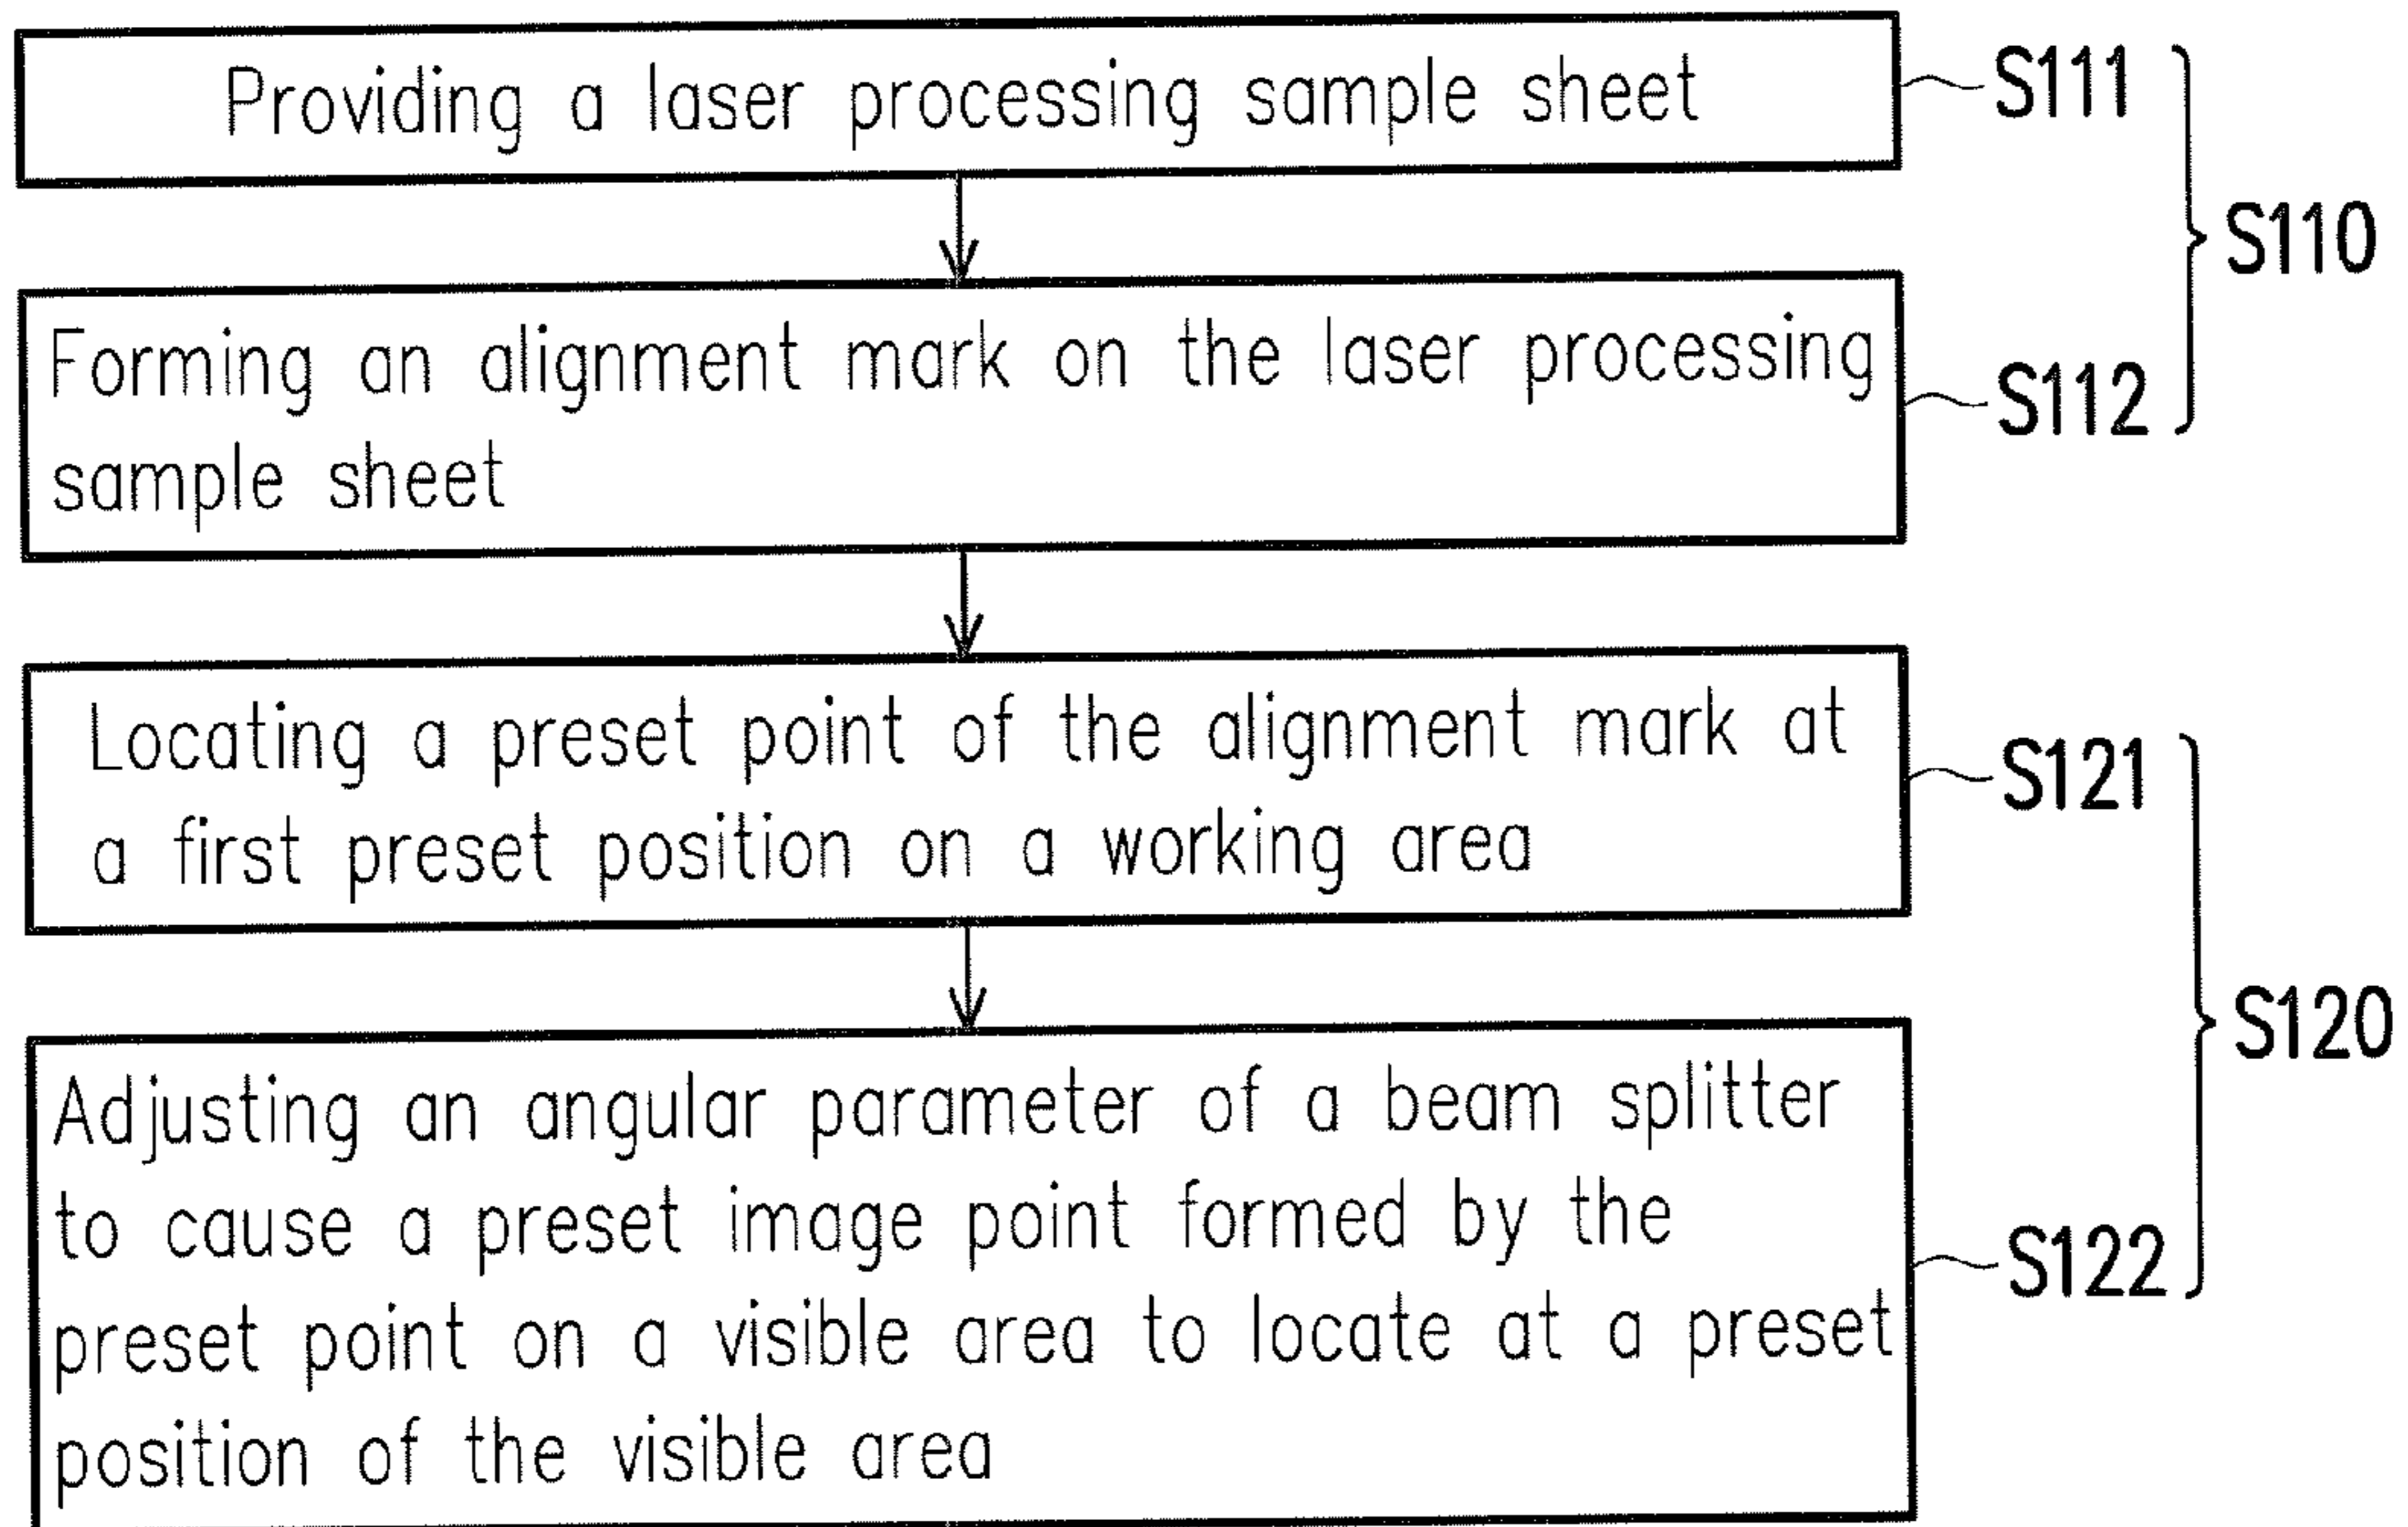 Providing a laser processing sample sheet
S111
S110
Forming an alignment mark on the laser processing
sample sheet
S112
Locating a preset point of the alignment mark at
a first preset position on a working area
S121
S120
Adjusting an angular parameter of a beam splitter
to cause a preset image point formed by the
preset point on a visible area to locate at a preset
position of the visible area
S122